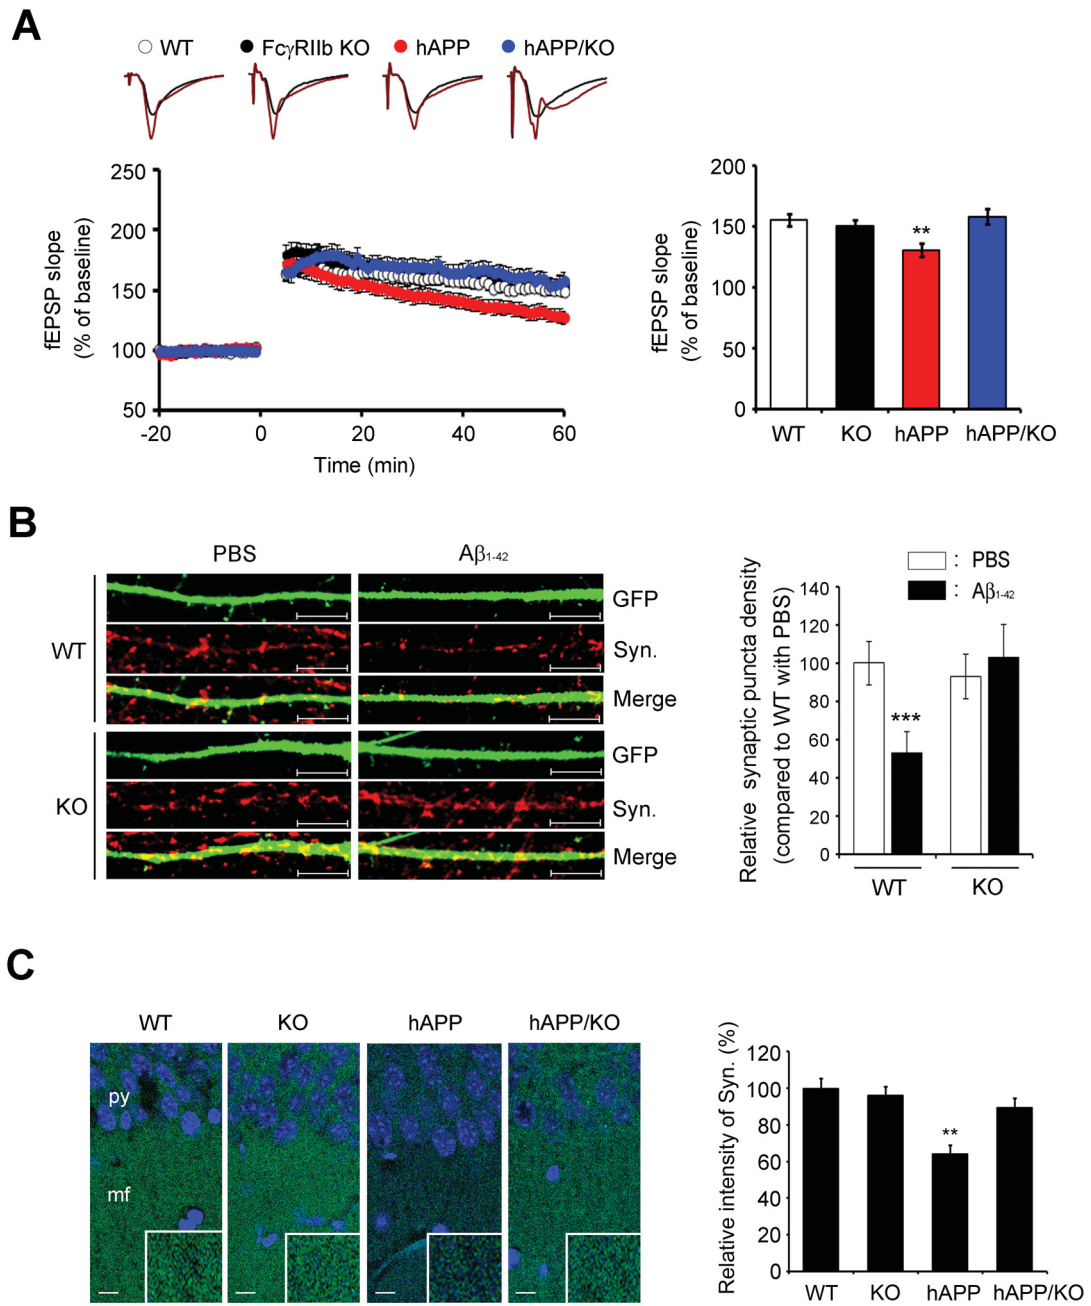 A
WT FcγRIIb KO hAPP hAPP/KO
fEPSP slope
(% of baseline)
250
200
150
100
50
-20 0 20 40 60
Time (min)
fEPSP slope
(% of baseline)
200
150
100
50
0
**
WT KO hAPP hAPP/KO
B
PBS Aβ1-42
WT
GFP
Syn.
Merge
KO
GFP
Syn.
Merge
: PBS
: Aβ1-42
Relative synaptic puncta density
(compared to WT with PBS)
140
120
100
80
60
40
20
0
***
WT KO
C
WT KO hAPP hAPP/KO
py
mf
Relative intensity of Syn. (%)
120
100
80
60
40
20
0
**
WT KO hAPP hAPP/KO